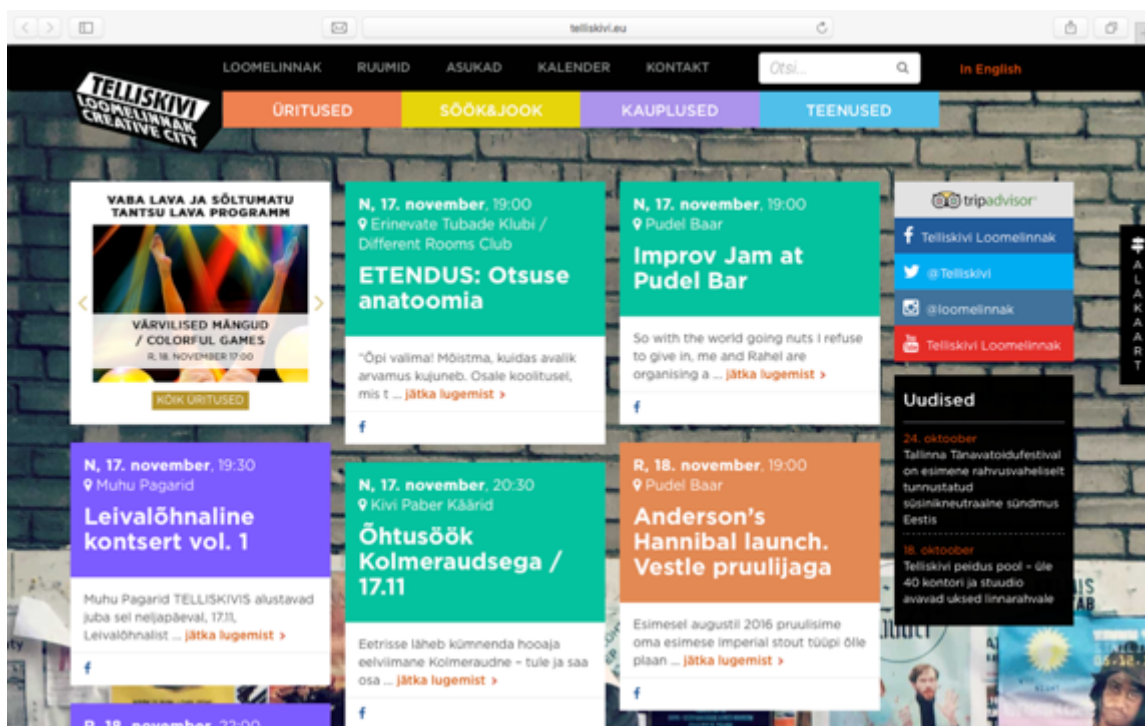 telliskivi.eu
TELLISKIVI
LOOMELINNAK
CREATIVE CITY
LOOMELINNAK RUUMID ASUKAD KALENDER KONTAKT Otsi... In English
ÜRITUSED SÖÖK&JOOK KAUPLUSED TEENUSED
VABA LAVA JA SÕLTUMATU
TANTSU LAVA PROGRAMM
VÄRVILISED MÄNGUD
/ COLORFUL GAMES
R, 18. NOVEMBER 17:00
KÕIK ÜRITUSED
N, 17. november, 19:30
Muhu Pagarid
Leivalõhnaline
kontsert vol. 1
Muhu Pagarid TELLISKIVIS alustavad
juba sel neljapäeval, 17.11,
Leivalõhnalist ... jätka lugemist >
f
R, 18. november, 22:00
N, 17. november, 19:00
Erinevate Tubade Klubi /
Different Rooms Club
ETENDUS: Otsuse
anatoomia
"Õpi valima! Mõistma, kuidas avalik
arvamus kujuneb. Osale koolitusel,
mis t ... jätka lugemist >
f
N, 17. november, 20:30
Kivi Paber Käärid
Õhtusöök
Kolmeraudsega /
17.11
Eetrisse läheb kümnenda hooaja
eelviimane Kolmeraudne – tule ja saa
osa ... jätka lugemist >
f
N, 17. november, 19:00
Pudel Baar
Improv Jam at
Pudel Bar
So with the world going nuts I refuse
to give in, me and Rahel are
organising a ... jätka lugemist >
f
R, 18. november, 19:00
Pudel Baar
Anderson's
Hannibal launch.
Vestle pruulijaga
Esimesel augustil 2016 pruulisime
oma esimese Imperial stout tüüpi õlle
plaan ... jätka lugemist >
f
tripadvisor
f Telliskivi Loomelinnak
@Telliskivi
@loomelinnak
You Tube Telliskivi Loomelinnak
Uudised
24. oktoober
Tallinna Tänavatoidufestival
on esimene rahvusvaheliselt
tunnustatud
süsinikneutraalne sündmus
Eestis
18. oktoober
Telliskivi peidus pool – üle
40 kontori ja stuudio
avavad uksed linnarahvale
ALAKAART